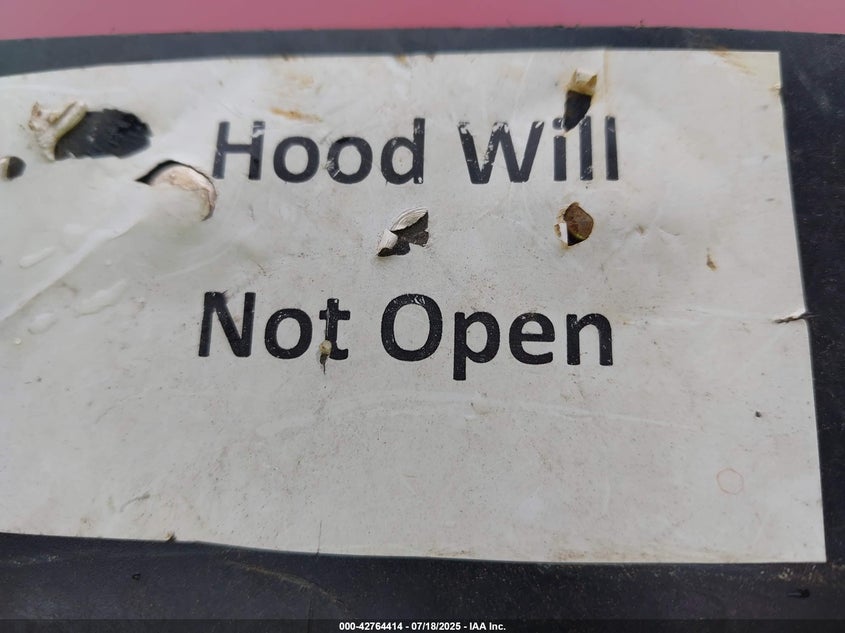 Hood Will
Not Open
000-42764414 - 07/18/2025 - IAA Inc.